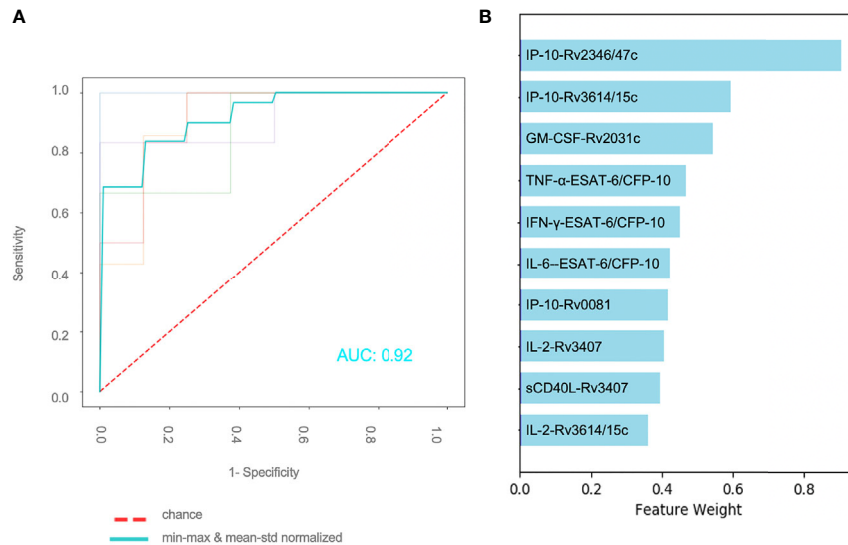 A
Sensitivity
1.0
0.8
0.6
0.4
0.2
0.0
AUC: 0.92
0.0 0.2 0.4 0.6 0.8 1.0
1- Specificity
chance
min-max & mean-std normalized
B
IP-10-Rv2346/47c
IP-10-Rv3614/15c
GM-CSF-Rv2031c
TNF-α-ESAT-6/CFP-10
IFN-γ-ESAT-6/CFP-10
IL-6--ESAT-6/CFP-10
IP-10-Rv0081
IL-2-Rv3407
sCD40L-Rv3407
IL-2-Rv3614/15c
0.0 0.2 0.4 0.6 0.8
Feature Weight